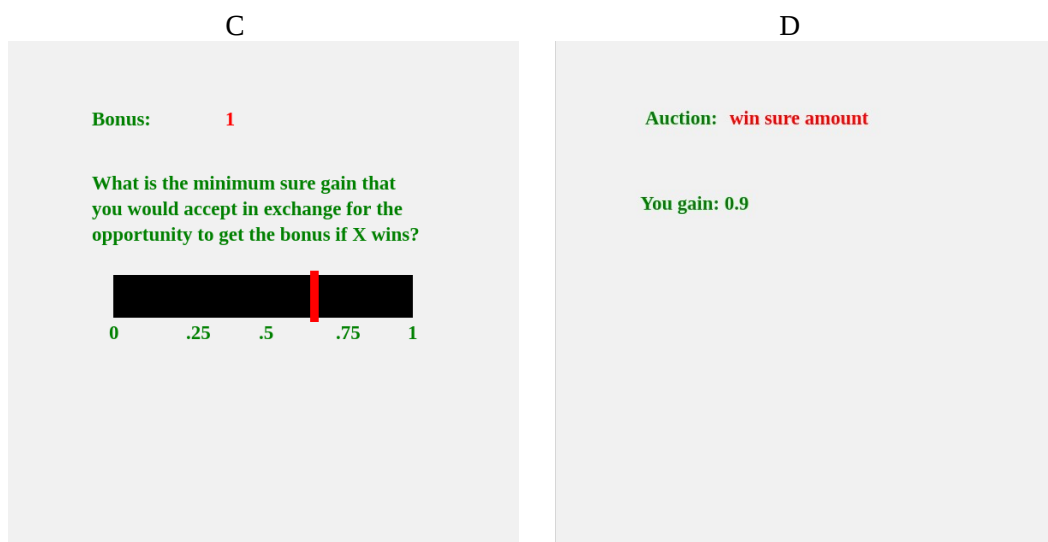 C
Bonus: 1
What is the minimum sure gain that
you would accept in exchange for the
opportunity to get the bonus if X wins?
0 .25 .5 .75 1
D
Auction: win sure amount
You gain: 0.9